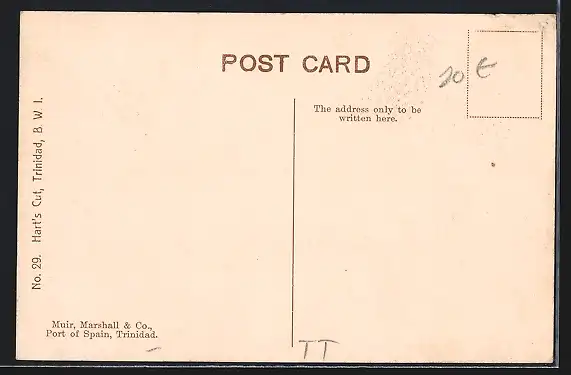 POST CARD
20 €
The address only to be
written here.
No. 29. Hart's Cut, Trinidad, B. W. I.
Muir, Marshall & Co.,
Port of Spain, Trinidad.
TT